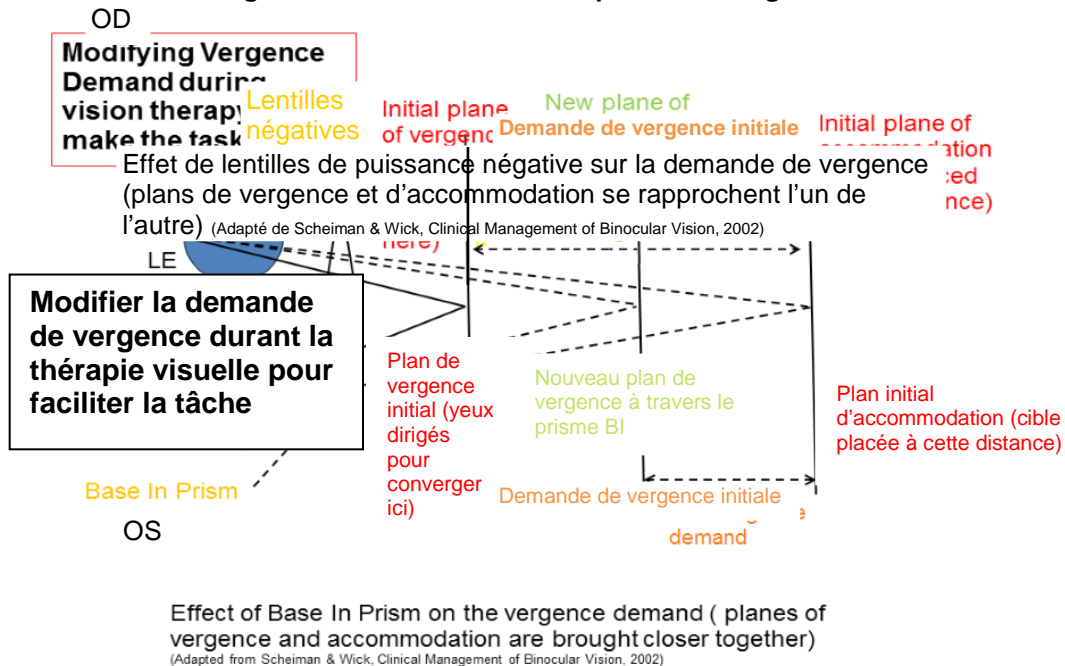 OD
Modifying Vergence
Demand during
vision therapy
make the task
Lentilles
négatives
Initial plane
of vergenc
New plane of
Demande de vergence initiale
Initial plane of
Effet de lentilles de puissance négative sur la demande de vergence
(plans de vergence et d’accommodation se rapprochent l’un de
l’autre) (Adapté de Scheiman & Wick, Clinical Management of Binocular Vision, 2002)
here)
LE
Modifier la demande
de vergence durant la
thérapie visuelle pour
faciliter la tâche
Plan de
vergence
initial (yeux
dirigés
pour
converger
ici)
Nouveau plan de
vergence à travers le
prisme BI
Plan initial
d’accommodation (cible
placée à cette distance)
Base In Prism
Demande de vergence initiale
demand
OS
Effect of Base In Prism on the vergence demand ( planes of
vergence and accommodation are brought closer together)
(Adapted from Scheiman & Wick, Clinical Management of Binocular Vision, 2002)